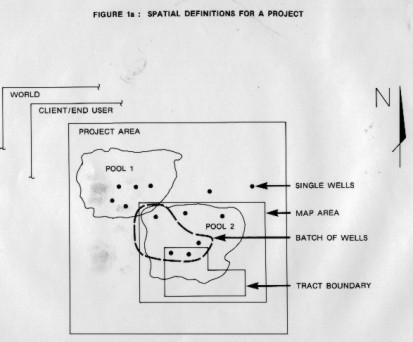 FIGURE 1a : SPATIAL DEFINITIONS FOR A PROJECT
WORLD
CLIENT/END USER
N
PROJECT AREA
POOL 1
SINGLE WELLS
MAP AREA
POOL 2
BATCH OF WELLS
TRACT BOUNDARY